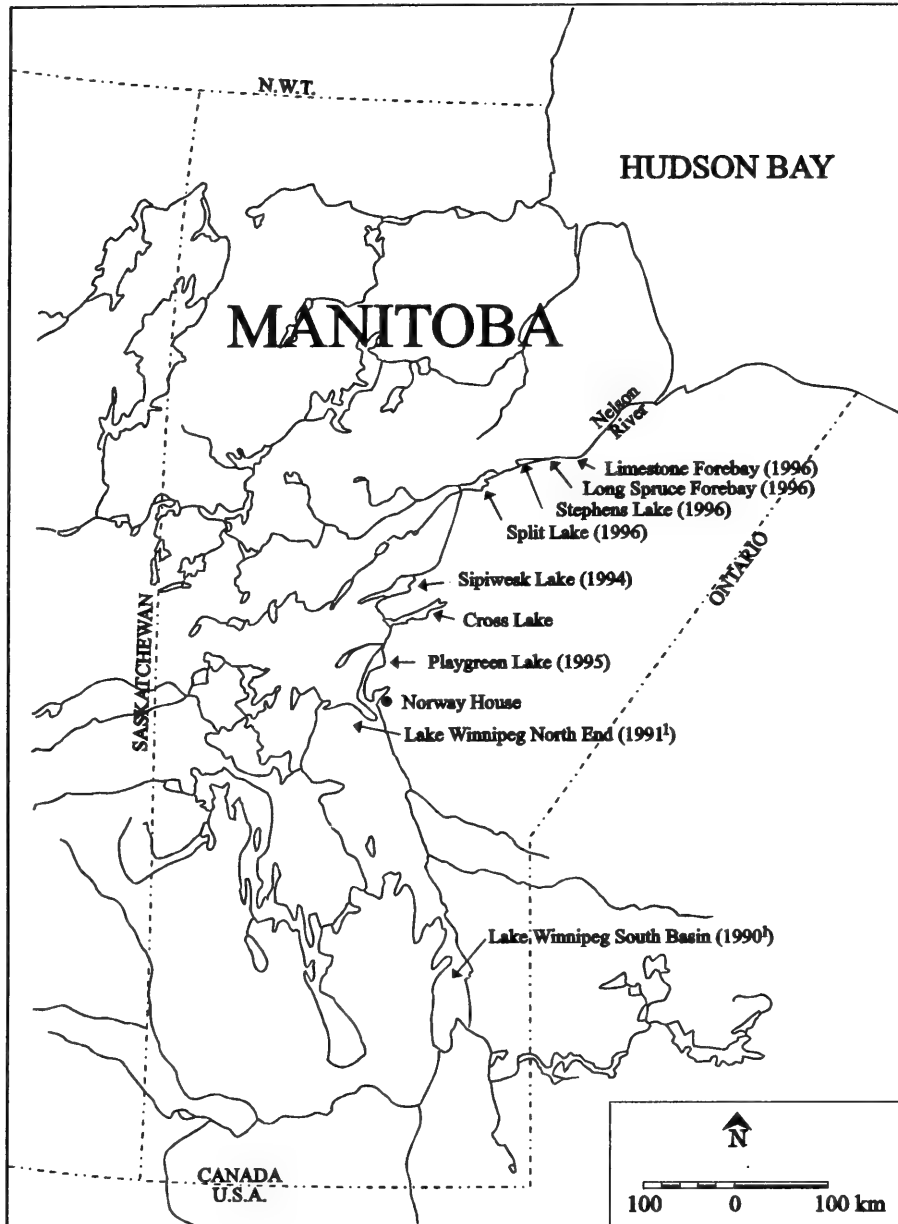 N.W.T.
HUDSON BAY
MANITOBA
Nelson
River
Limestone Forebay (1996)
Long Spruce Forebay (1996)
Stephens Lake (1996)
Split Lake (1996)
ONTARIO
Sipiwesk Lake (1994)
Cross Lake
SASKATCHEWAN
Playgreen Lake (1995)
Norway House
Lake Winnipeg North End (1991¹)
Lake Winnipeg South Basin (1990¹)
N
CANADA
U.S.A.
100 0 100 km